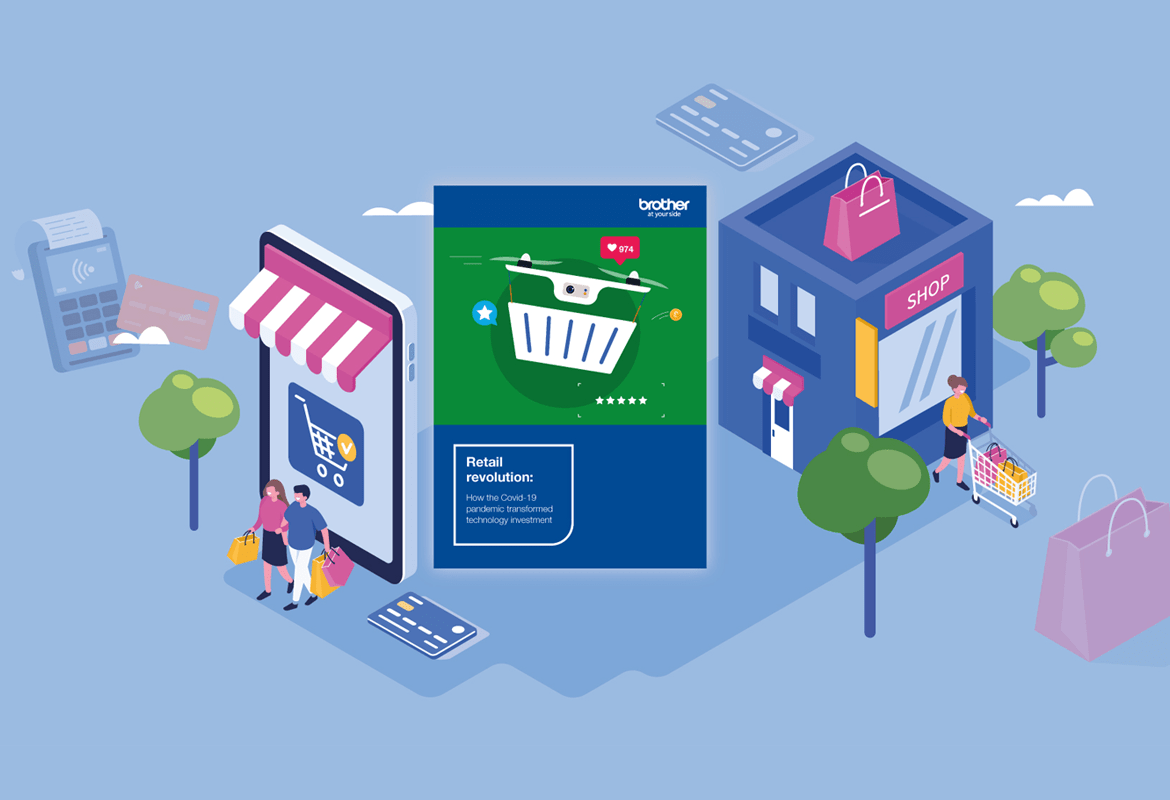 brother
at your side
974
SHOP
Retail
revolution:
How the Covid-19
pandemic transformed
technology investment